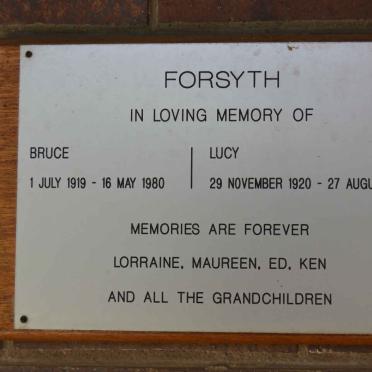 FORSYTH
IN LOVING MEMORY OF
BRUCE | LUCY
1 JULY 1919 - 16 MAY 1980 | 29 NOVEMBER 1920 - 27
MEMORIES ARE FOREVER
LORRAINE, MAUREEN, ED, KEN
AND ALL THE GRANDCHILDREN